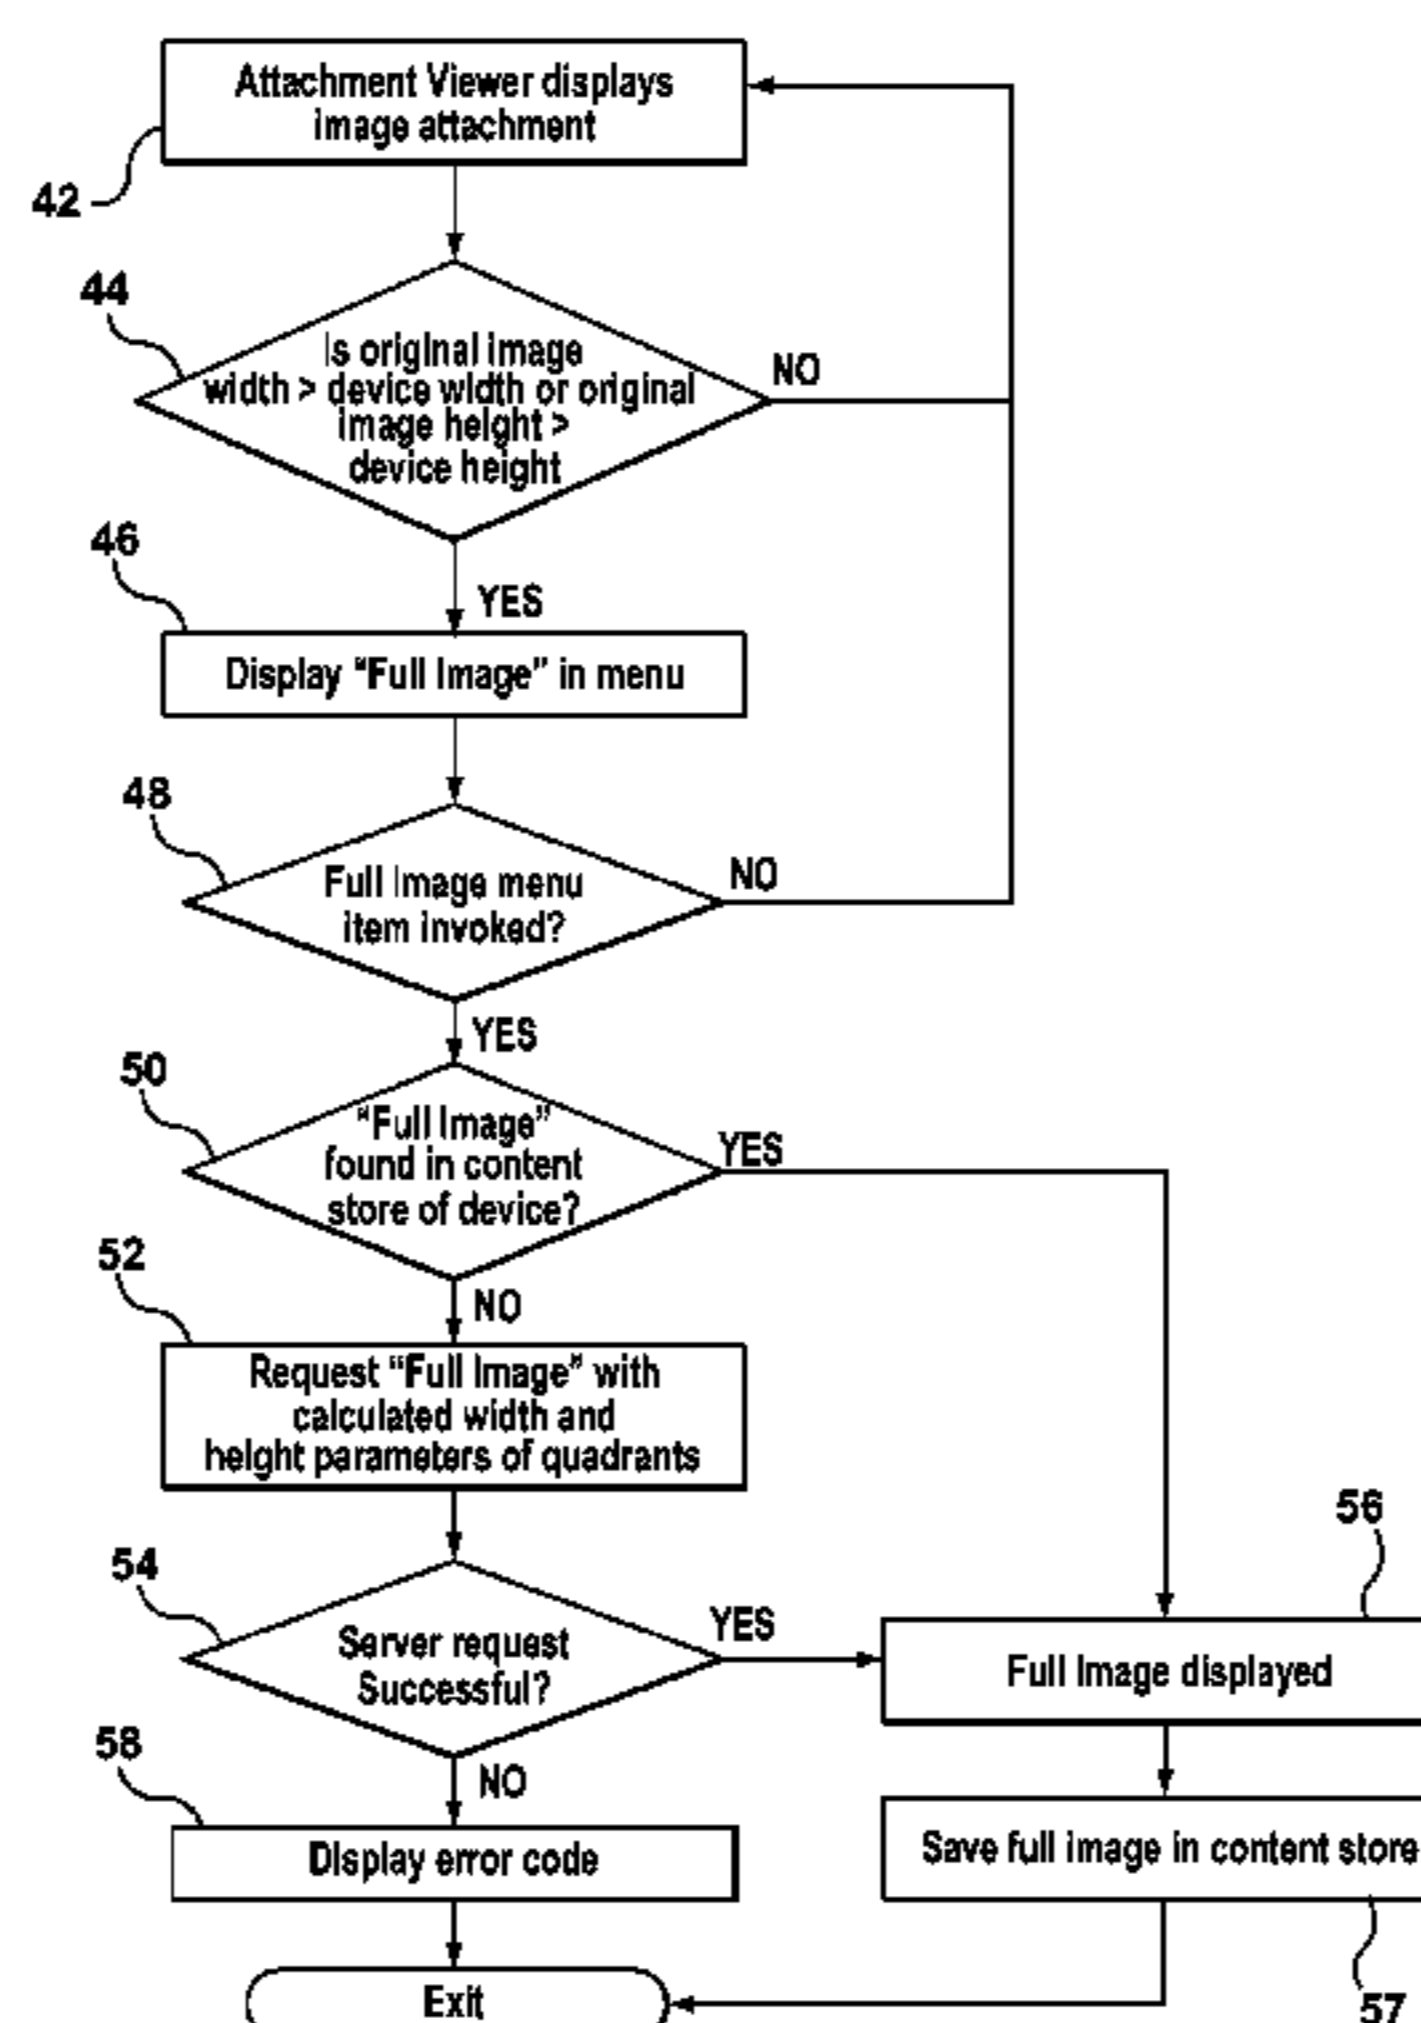 Attachment Viewer displays
image attachment
42
44
Is original image
width > device width or original
image height >
device height
NO
46
YES
Display “Full Image” in menu
48
Full Image menu
item invoked?
NO
YES
50
“Full Image”
found in content
store of device?
YES
52
NO
Request “Full Image” with
calculated width and
height parameters of quadrants
54
Server request
Successful?
YES
56
Full Image displayed
58
NO
Display error code
Save full image in content store
Exit
57